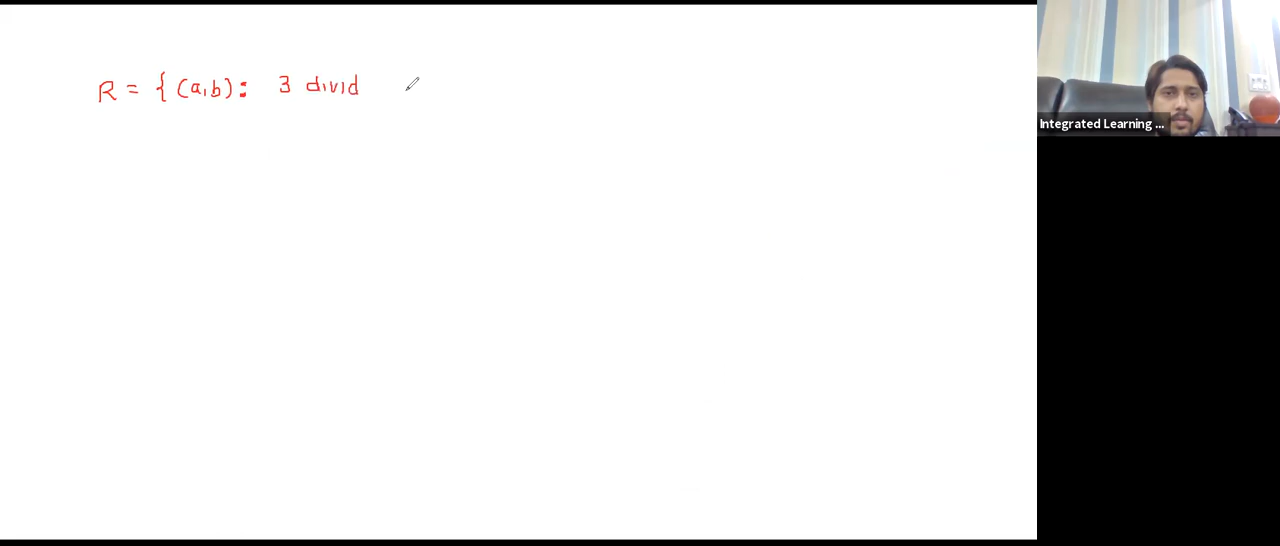 R = { (a,b) : 3 divid
Integrated Learning ...